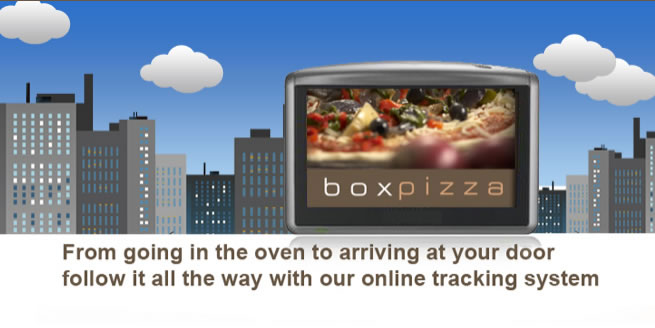 boxpizza
From going in the oven to arriving at your door
follow it all the way with our online tracking system